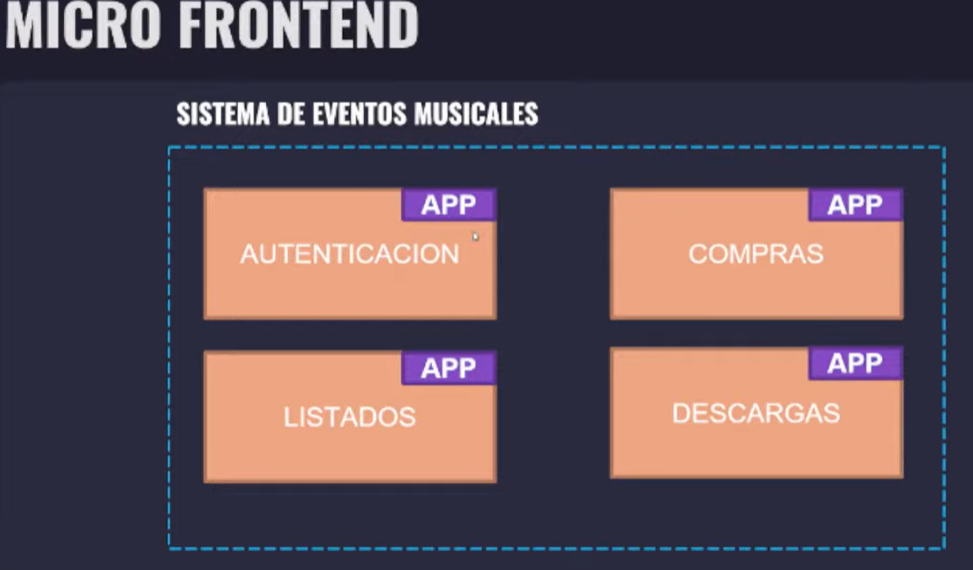 MICRO FRONTEND
SISTEMA DE EVENTOS MUSICALES
APP
AUTENTICACION
APP
COMPRAS
APP
LISTADOS
APP
DESCARGAS